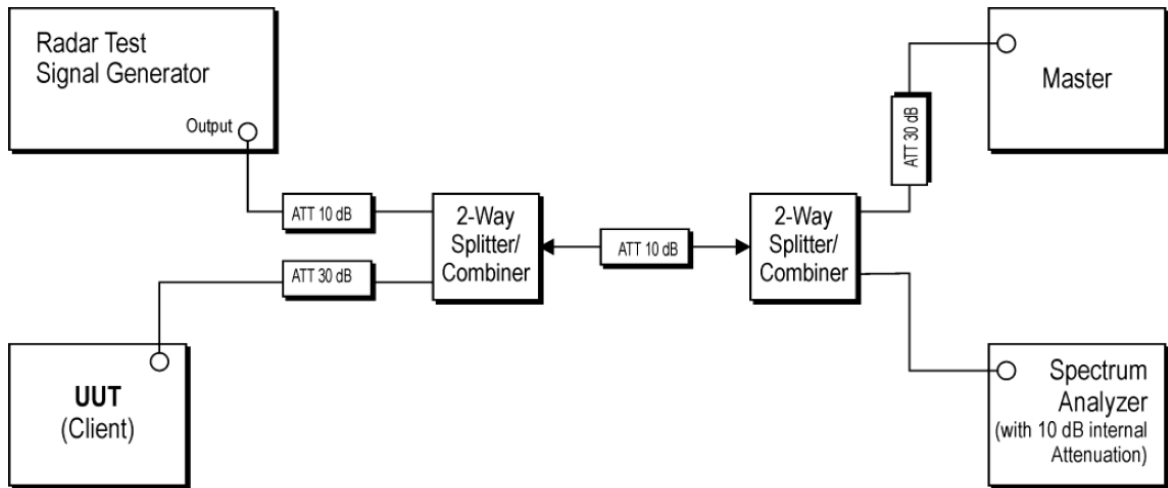 Radar Test
Signal Generator
Output
Master
ATT 30 dB
ATT 10 dB
2-Way
Splitter/
Combiner
ATT 10 dB
2-Way
Splitter/
Combiner
ATT 30 dB
UUT
(Client)
Spectrum
Analyzer
(with 10 dB internal
Attenuation)